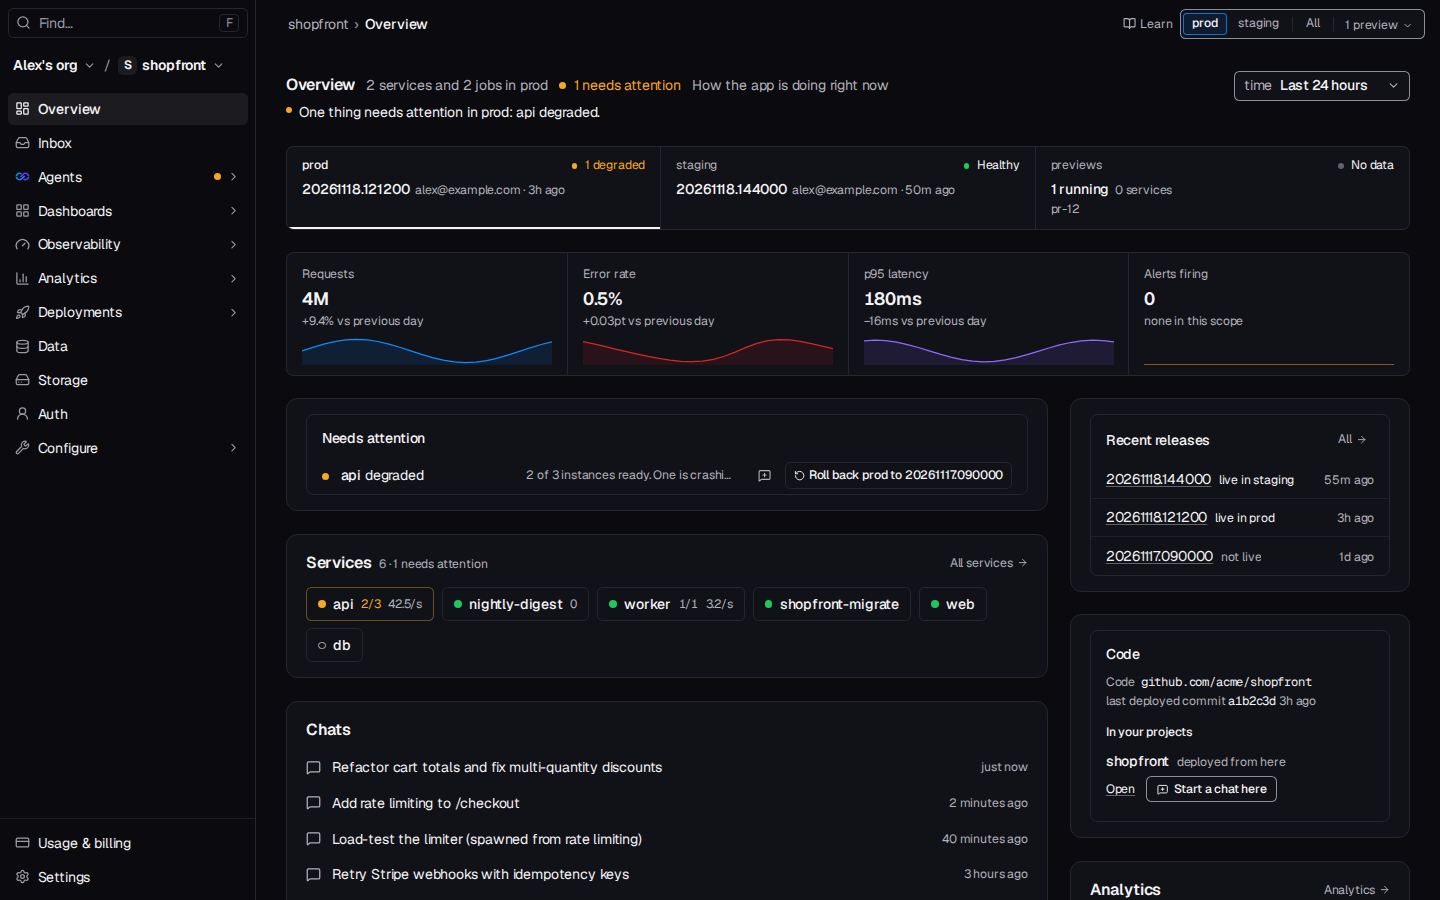 Find...
F
Alex's org / S shopfront
Overview
Inbox
Agents
Dashboards
Observability
Analytics
Deployments
Data
Storage
Auth
Configure
Usage & billing
Settings
shopfront › Overview
Learn
prod staging All 1 preview
Overview 2 services and 2 jobs in prod 1 needs attention How the app is doing right now
time Last 24 hours
One thing needs attention in prod: api degraded.
prod 1 degraded
20261118.121200 alex@example.com · 3h ago
staging Healthy
20261118.144000 alex@example.com · 50m ago
previews No data
1 running 0 services
pr-12
Requests
4M
+9.4% vs previous day
Error rate
0.5%
+0.03pt vs previous day
p95 latency
180ms
−16ms vs previous day
Alerts firing
0
none in this scope
Needs attention
api degraded 2 of 3 instances ready. One is crashi… Roll back prod to 20261117.090000
Services 6 · 1 needs attention All services →
api 2/3 42.5/s
nightly-digest 0
worker 1/1 3.2/s
shopfront-migrate
web
db
Chats
Refactor cart totals and fix multi-quantity discounts just now
Add rate limiting to /checkout 2 minutes ago
Load-test the limiter (spawned from rate limiting) 40 minutes ago
Retry Stripe webhooks with idempotency keys 3 hours ago
Recent releases All →
20261118.144000 live in staging 55m ago
20261118.121200 live in prod 3h ago
20261117.090000 not live 1d ago
Code
Code github.com/acme/shopfront
last deployed commit a1b2c3d 3h ago
In your projects
shopfront deployed from here
Open Start a chat here
Analytics Analytics →